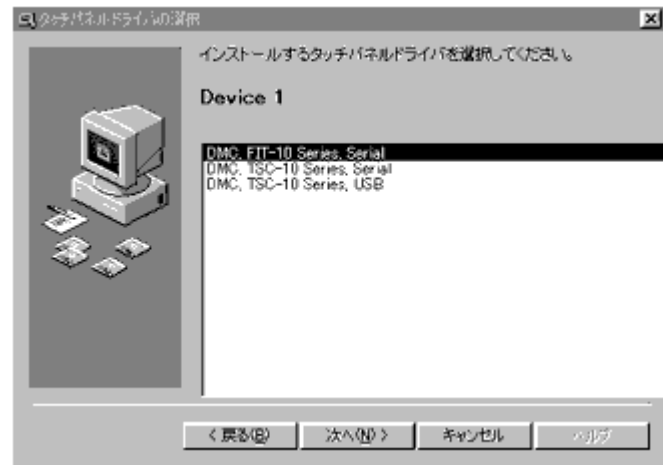 タッチパネルドライバの選択
インストールするタッチパネルドライバを選択してください。
Device 1
DMC, FIT-10 Series, Serial
DMC, TSC-10 Series, Serial
DMC, TSC-10 Series, USB
< 戻る(B)
次へ(N) >
キャンセル
ヘルプ